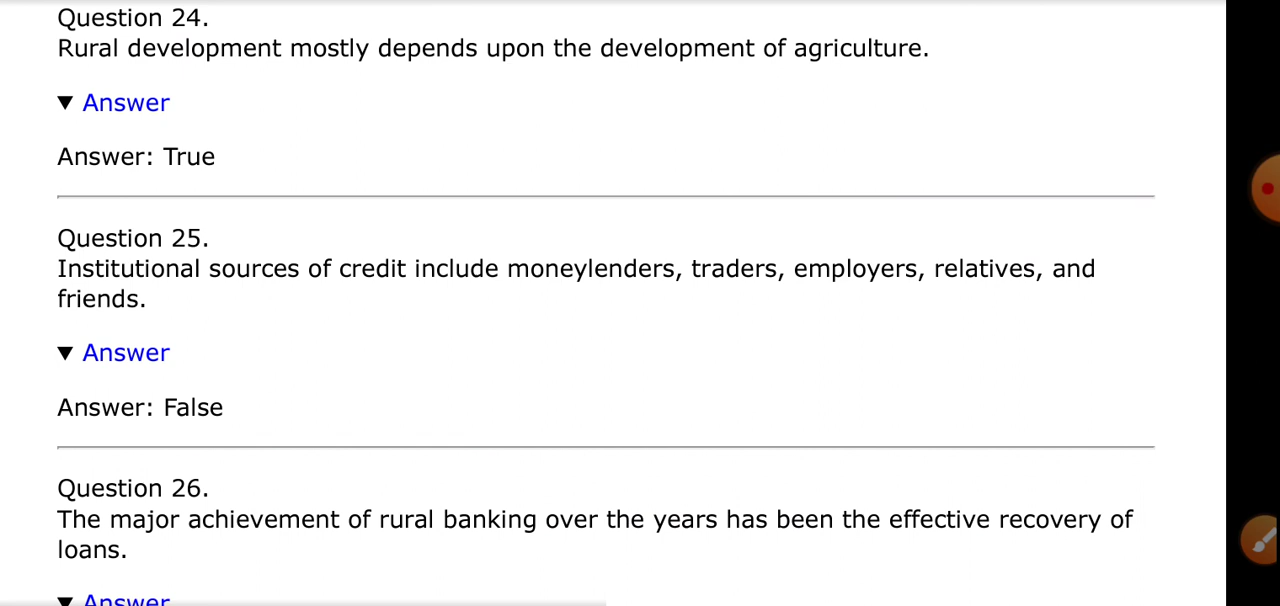 Question 24.
Rural development mostly depends upon the development of agriculture.
▼ Answer
Answer: True
Question 25.
Institutional sources of credit include moneylenders, traders, employers, relatives, and
friends.
▼ Answer
Answer: False
Question 26.
The major achievement of rural banking over the years has been the effective recovery of
loans.
▼ Answer